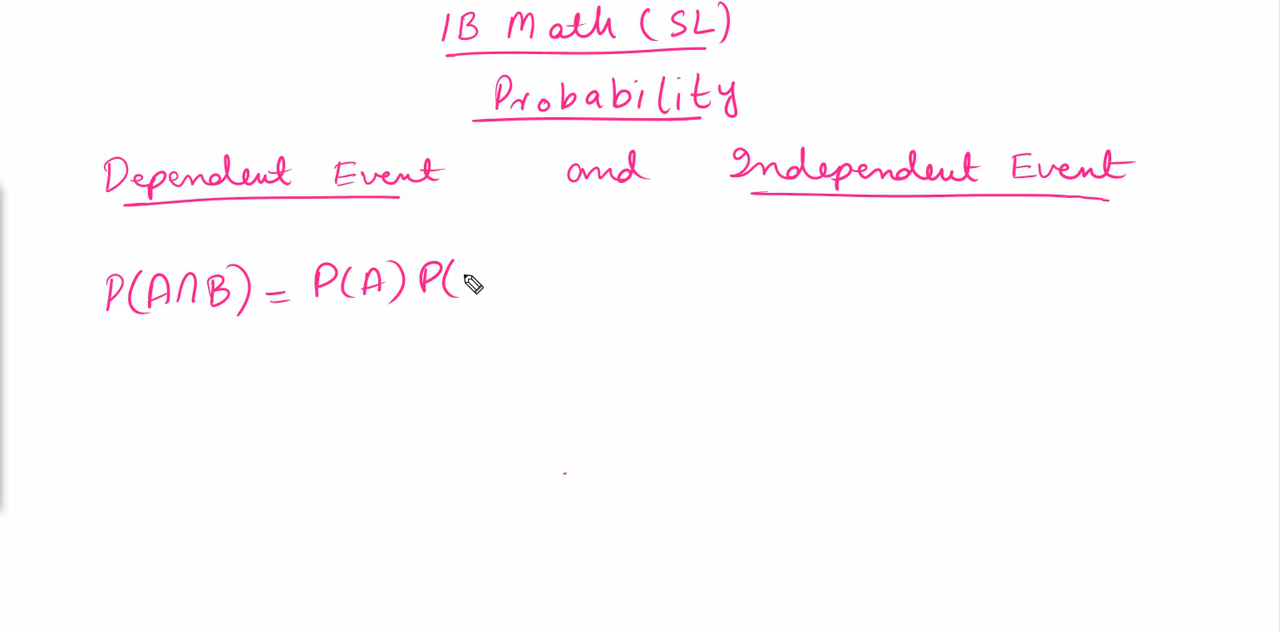 IB Math (SL)
Probability
Dependent Event and Independent Event
P(A∩B) = P(A) P(